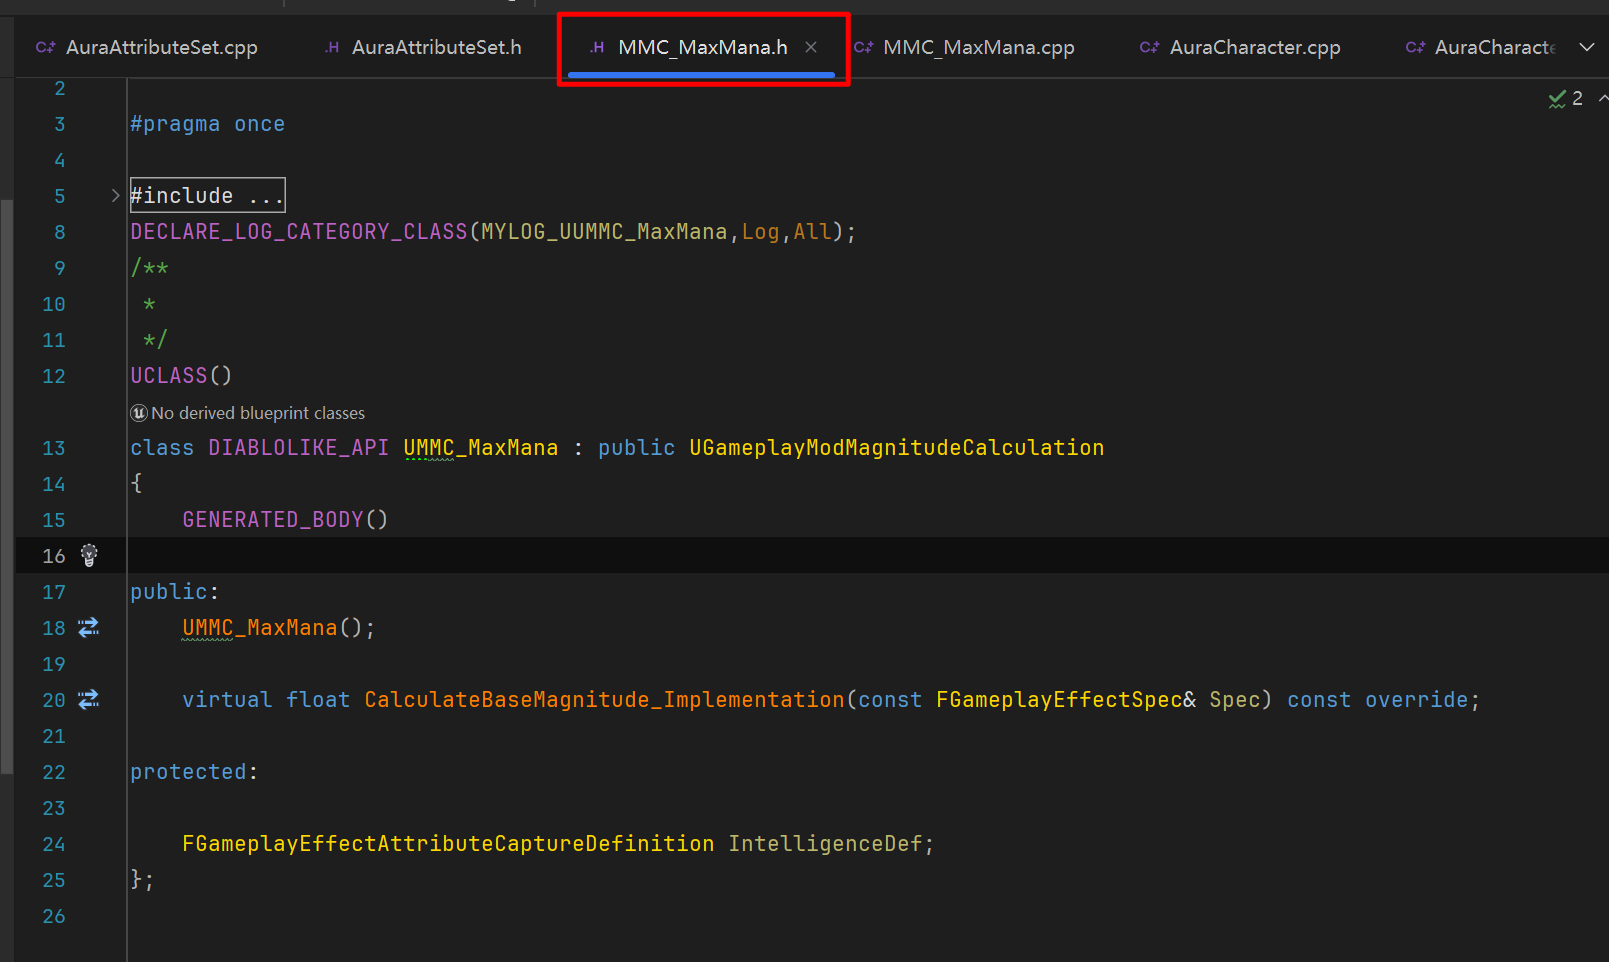 AuraAttributeSet.cpp .H AuraAttributeSet.h .H MMC_MaxMana.h MMC_MaxMana.cpp AuraCharacter.cpp AuraCharacte
2
2
3 #pragma once
4
5 #include ...
8 DECLARE_LOG_CATEGORY_CLASS(MYLOG_UUMMC_MaxMana,Log,All);
9 /**
10 *
11 */
12 UCLASS()
No derived blueprint classes
13 class DIABLOLIKE_API UMMC_MaxMana : public UGameplayModMagnitudeCalculation
14 {
15 GENERATED_BODY()
16
17 public:
18 UMMC_MaxMana();
19
20 virtual float CalculateBaseMagnitude_Implementation(const FGameplayEffectSpec& Spec) const override;
21
22 protected:
23
24 FGameplayEffectAttributeCaptureDefinition IntelligenceDef;
25 };
26